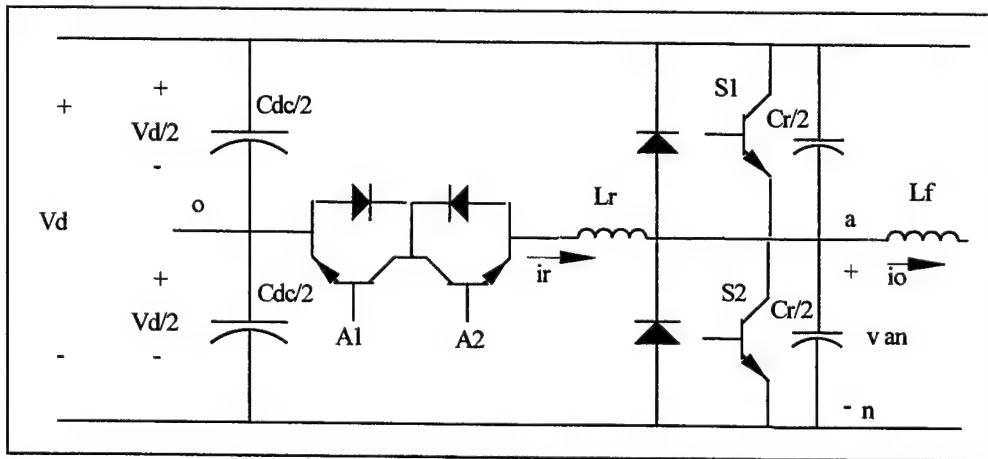 +
+
Vd/2
-
Cdc/2
Vd
o
+
Vd/2
-
-
Cdc/2
A1
A2
Lr
ir
S1
Cr/2
S2
Cr/2
a
Lf
+
io
v an
- n